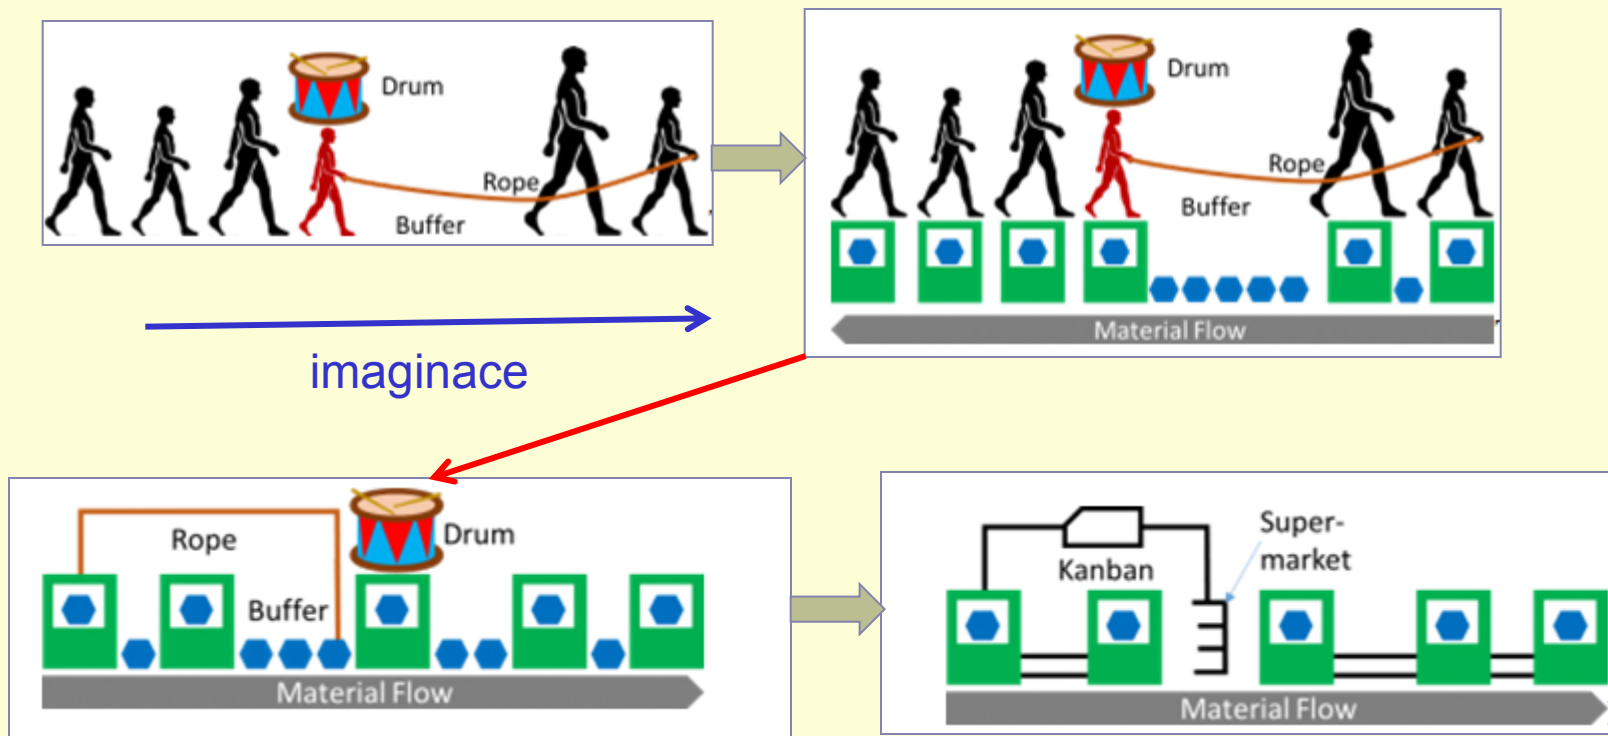 Drum
Rope
Buffer
Drum
Rope
Buffer
Material Flow
imaginace
Rope
Drum
Buffer
Material Flow
Super-
market
Kanban
Material Flow